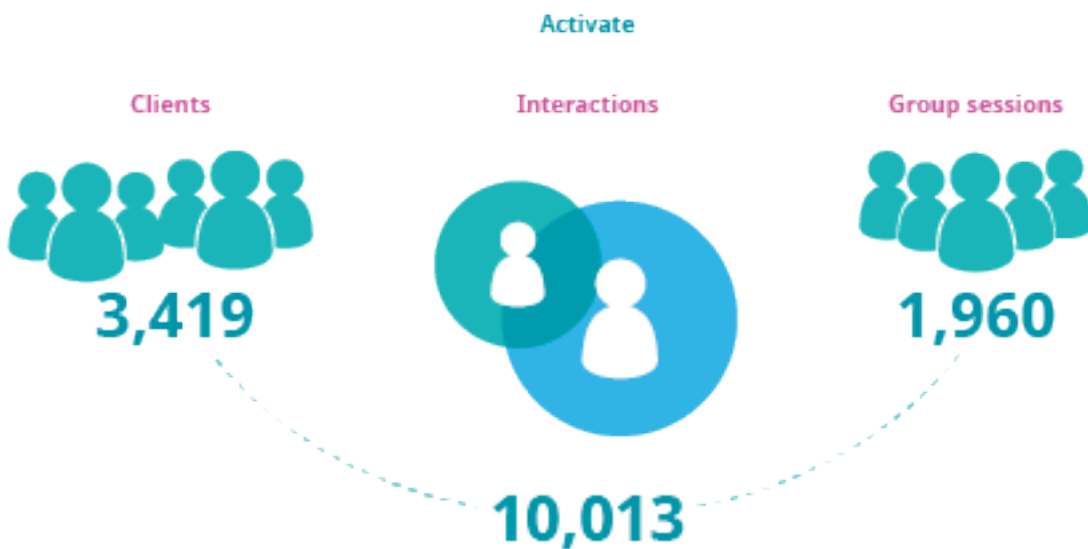 Activate
Clients
Interactions
Group sessions
3,419
1,960
10,013